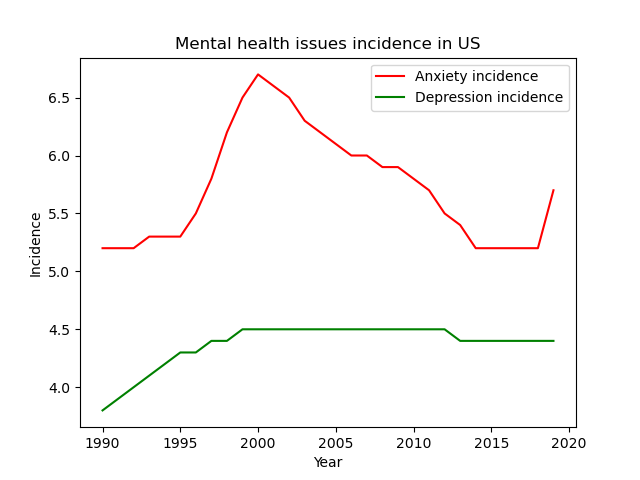 Mental health issues incidence in US
Anxiety incidence
Depression incidence
Incidence
6.5
6.0
5.5
5.0
4.5
4.0
1990 1995 2000 2005 2010 2015 2020
Year